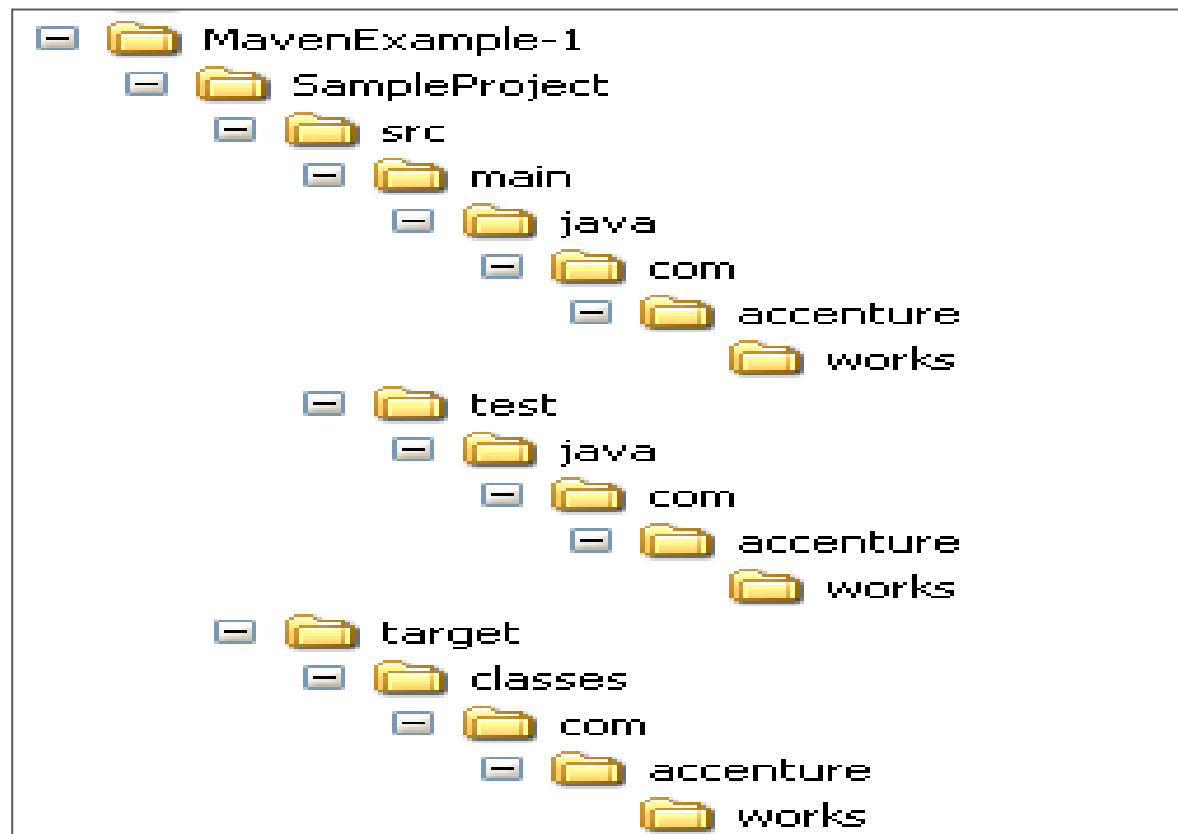 MavenExample-1
SampleProject
src
main
java
com
accenture
works
test
java
com
accenture
works
target
classes
com
accenture
works